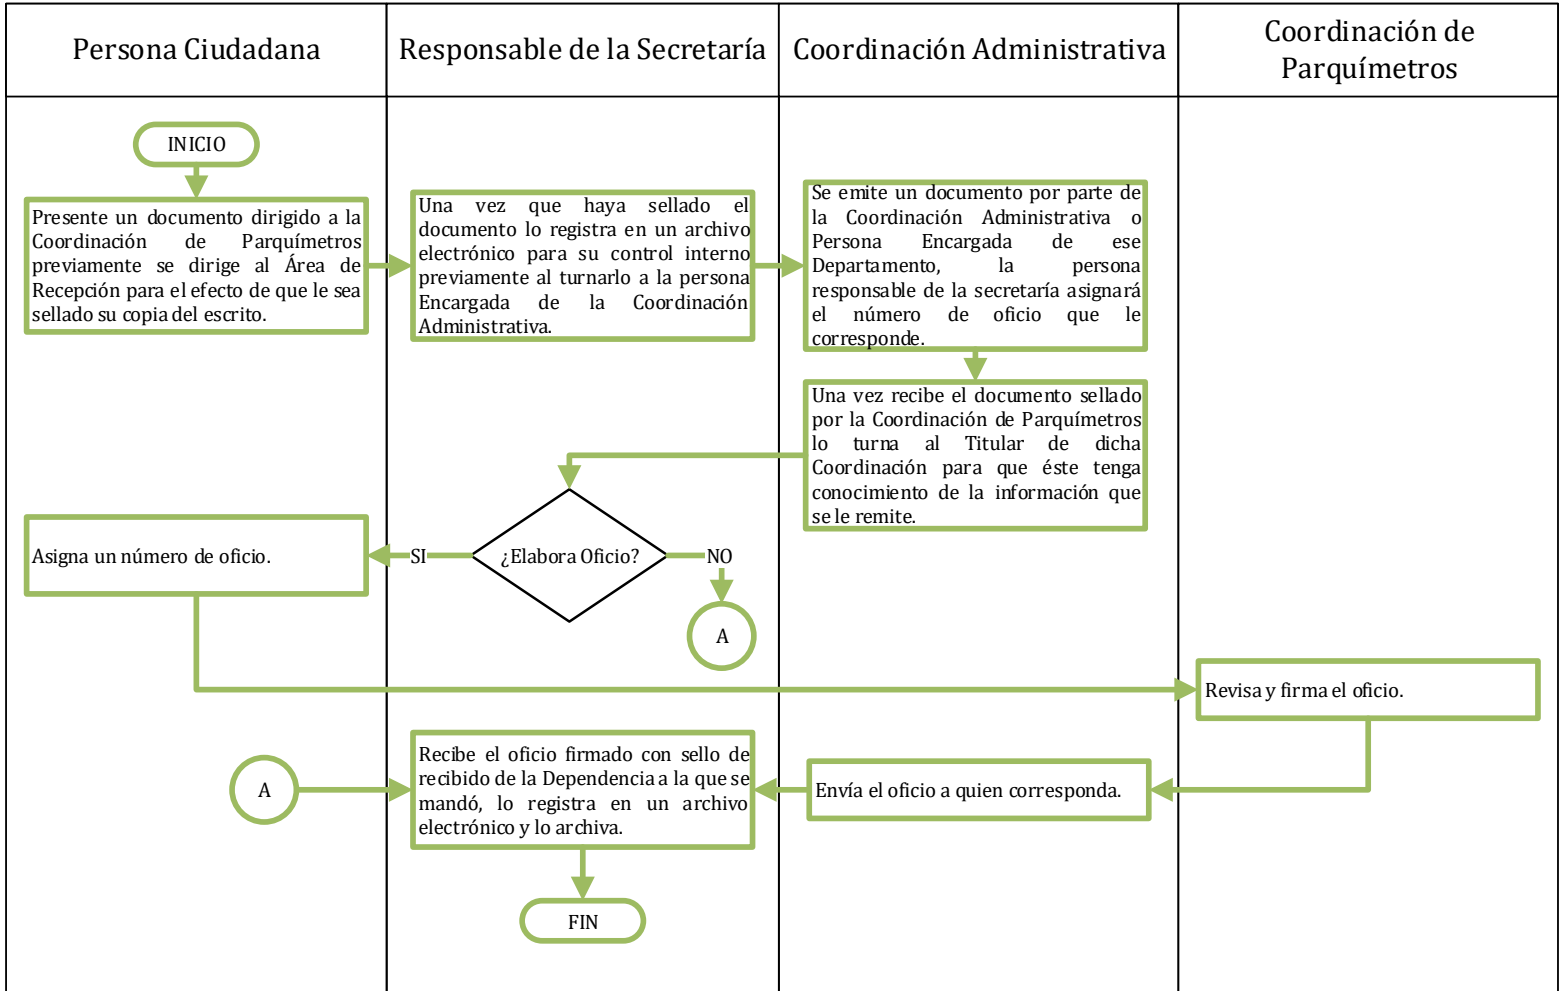 Persona Ciudadana
Responsable de la Secretaría
Coordinación Administrativa
Coordinación de
Parquímetros
INICIO
Presente un documento dirigido a la
Coordinación de Parquímetros
previamente se dirige al Área de
Recepción para el efecto de que le sea
sellado su copia del escrito.
Una vez que haya sellado el
documento lo registra en un archivo
electrónico para su control interno
previamente al turnarlo a la persona
Encargada de la Coordinación
Administrativa.
Se emite un documento por parte de
la Coordinación Administrativa o
Persona Encargada de ese
Departamento, la persona
responsable de la secretaría asignará
el número de oficio que le
corresponde.
Una vez recibe el documento sellado
por la Coordinación de Parquímetros
lo turna al Titular de dicha
Coordinación para que éste tenga
conocimiento de la información que
se le remite.
Asigna un número de oficio.
SI
¿Elabora Oficio?
NO
A
Revisa y firma el oficio.
A
Recibe el oficio firmado con sello de
recibido de la Dependencia a la que se
mandó, lo registra en un archivo
electrónico y lo archiva.
Envía el oficio a quien corresponda.
FIN